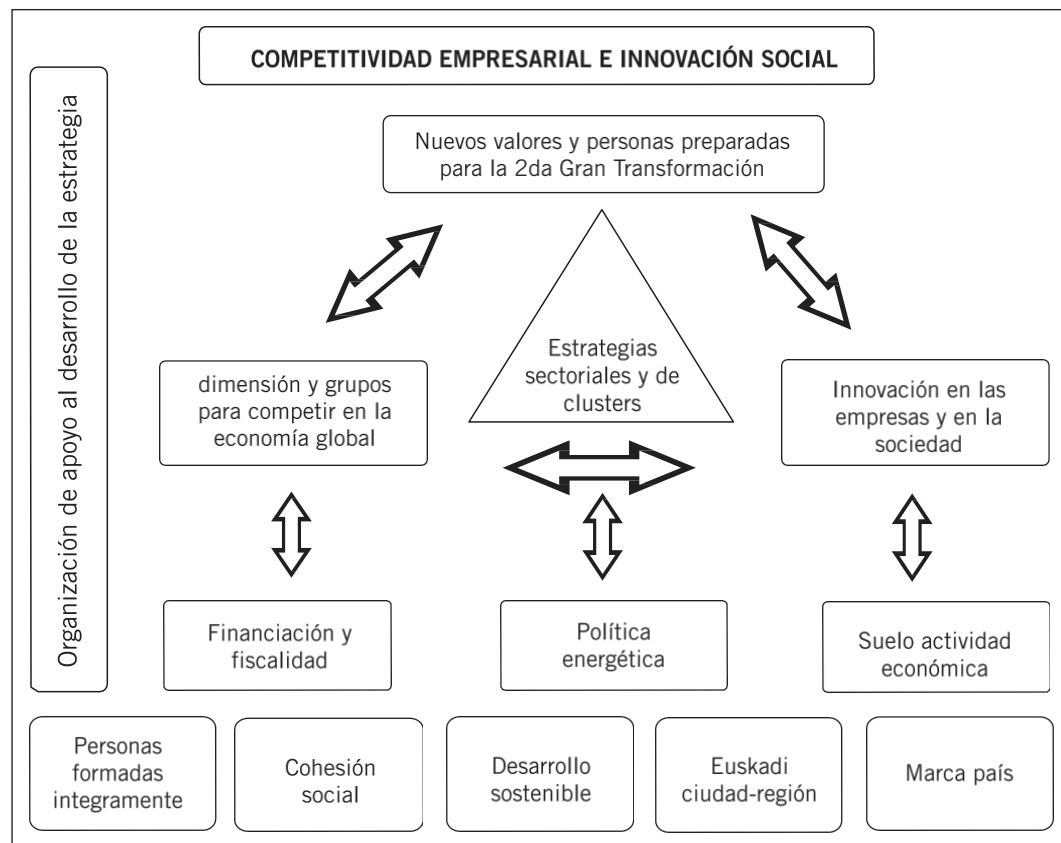 COMPETITIVIDAD EMPRESARIAL E INNOVACIÓN SOCIAL
Organización de apoyo al desarrollo de la estrategia
Nuevos valores y personas preparadas
para la 2da Gran Transformación
Estrategias
sectoriales y de
clusters
dimensión y grupos
para competir en la
economía global
Innovación en las
empresas y en la
sociedad
Financiación y
fiscalidad
Política
energética
Suelo actividad
económica
Personas
formadas
integramente
Cohesión
social
Desarrollo
sostenible
Euskadi
ciudad-región
Marca país